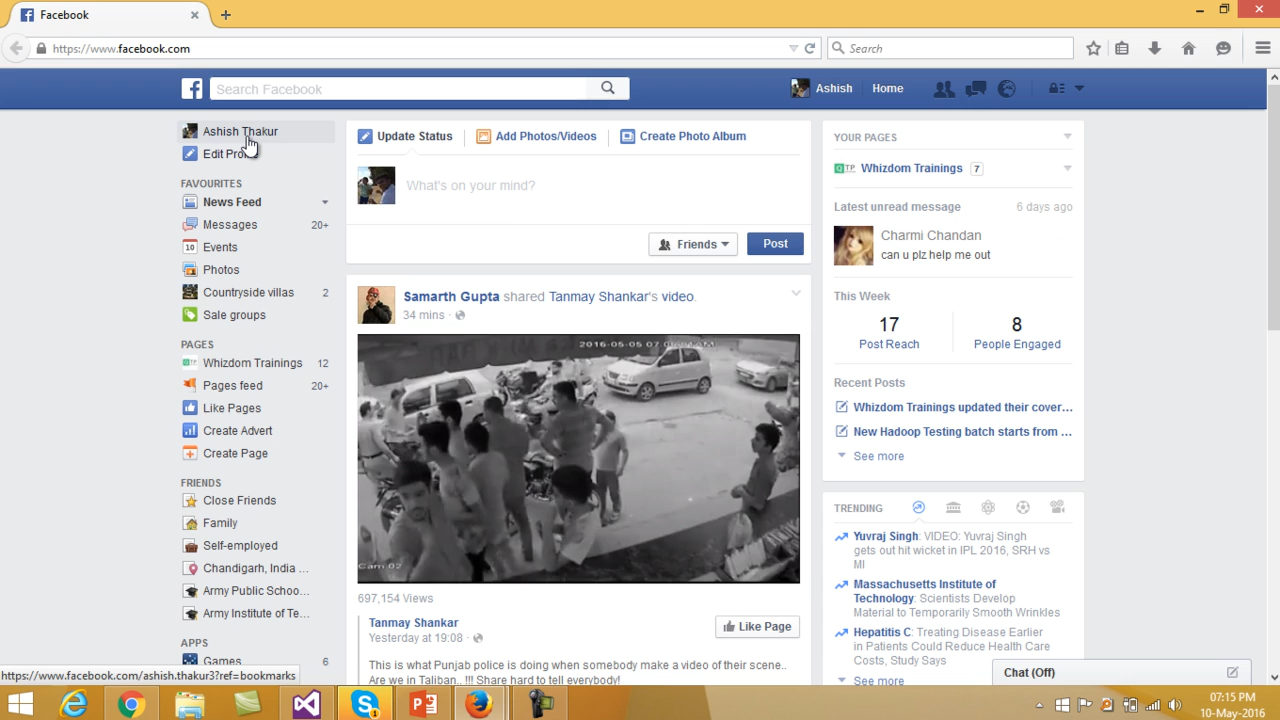 Facebook
https://www.facebook.com
Search
Search Facebook
Ashish
Home
Ashish Thakur
Edit Pro
FAVOURITES
News Feed
Messages 20+
10 Events
Photos
Countryside villas 2
Sale groups
PAGES
QTP Whizdom Trainings 12
Pages feed 20+
Like Pages
Create Advert
Create Page
FRIENDS
Close Friends
Family
Self-employed
Chandigarh, India ...
Army Public Schoo...
Army Institute of Te...
APPS
Games 6
https://www.facebook.com/ashish.thakur3?ref=bookmarks
Update Status
Add Photos/Videos
Create Photo Album
What's on your mind?
Friends
Post
Samarth Gupta shared Tanmay Shankar's video.
34 mins
Cam 02
697,154 Views
Tanmay Shankar
Yesterday at 19:08
Like Page
This is what Punjab police is doing when somebody make a video of their scene..
Are we in Taliban.. !!! Share hard to tell everybody!
YOUR PAGES
QTP Whizdom Trainings 7
Latest unread message 6 days ago
Charmi Chandan
can u plz help me out
This Week
17
Post Reach
8
People Engaged
Recent Posts
Whizdom Trainings updated their cover...
New Hadoop Testing batch starts from ...
See more
TRENDING
Yuvraj Singh: VIDEO: Yuvraj Singh
gets out hit wicket in IPL 2016, SRH vs
MI
Massachusetts Institute of
Technology: Scientists Develop
Material to Temporarily Smooth Wrinkles
Hepatitis C: Treating Disease Earlier
in Patients Could Reduce Health Care
Costs, Study Says
See more
Chat (Off)
07:15 PM
10-May-2016